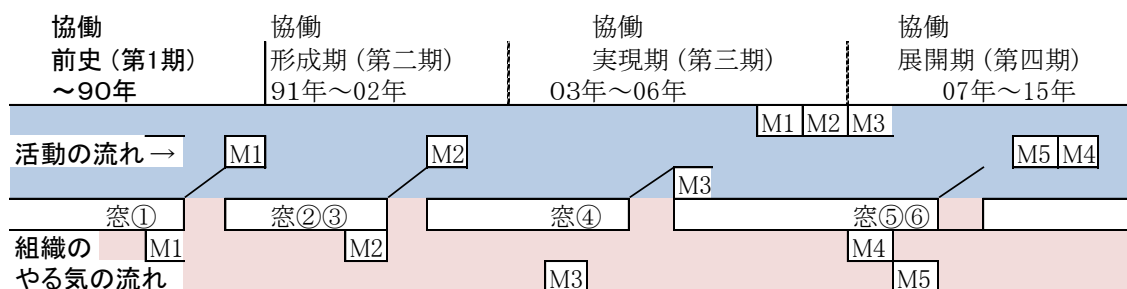 協働 協働 協働 協働
前史（第1期） 形成期（第二期） 実現期（第三期） 展開期（第四期）
～９０年 91年～02年 03年～06年 07年～15年
M1 M2 M3
活動の流れ→ M1 M2 M5 M4
M3
窓① 窓②③ 窓④ 窓⑤⑥
組織の M1 M2 M4
やる気の流れ M3 M5